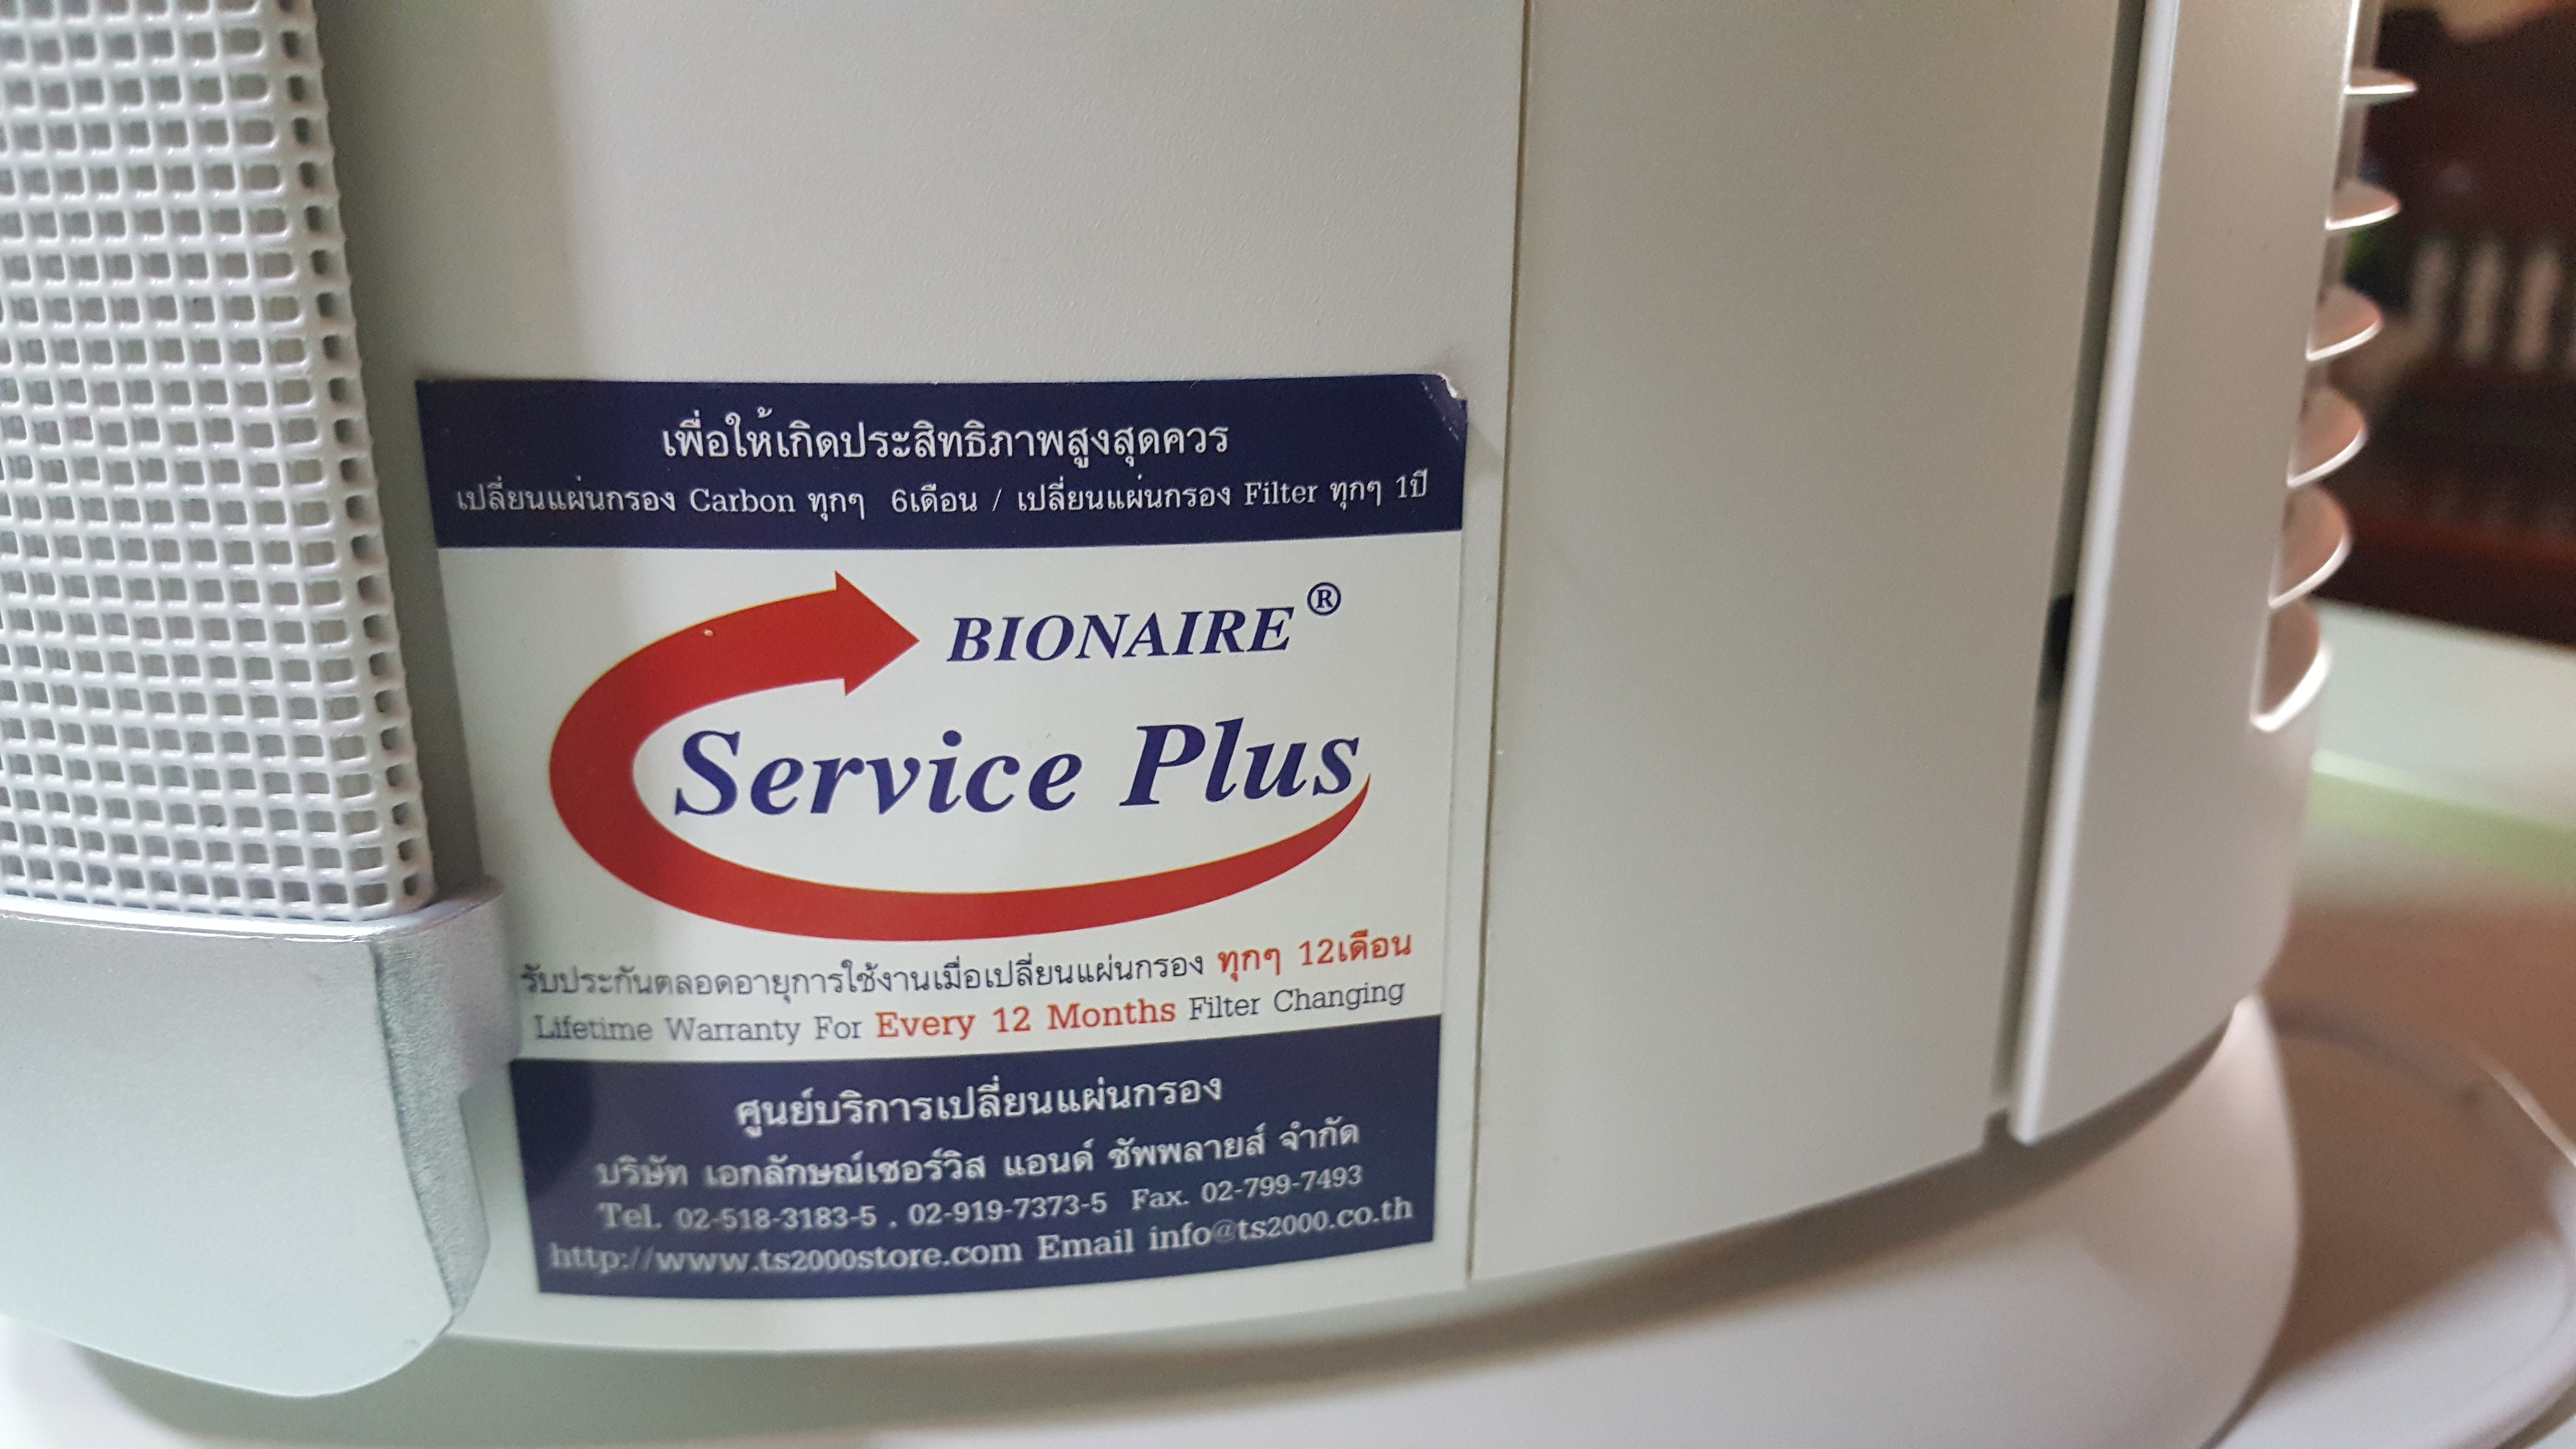 เพื่อให้เกิดประสิทธิภาพสูงสุดควร
เปลี่ยนแผ่นกรอง Carbon ทุกๆ 6เดือน / เปลี่ยนแผ่นกรอง Filter ทุกๆ 1ปี
BIONAIRE ®
Service Plus
รับประกันตลอดอายุการใช้งานเมื่อเปลี่ยนแผ่นกรอง ทุกๆ 12เดือน
Lifetime Warranty For Every 12 Months Filter Changing
ศูนย์บริการเปลี่ยนแผ่นกรอง
บริษัท เอกลักษณ์เซอร์วิส แอนด์ ซัพพลายส์ จำกัด
Tel. 02-518-3183-5 , 02-919-7373-5 Fax. 02-799-7493
http://www.ts2000store.com Email info@ts2000.co.th